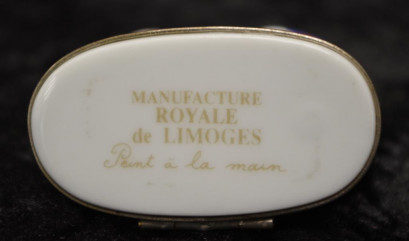 MANUFACTURE
ROYALE
de LIMOGES
Peint à la main